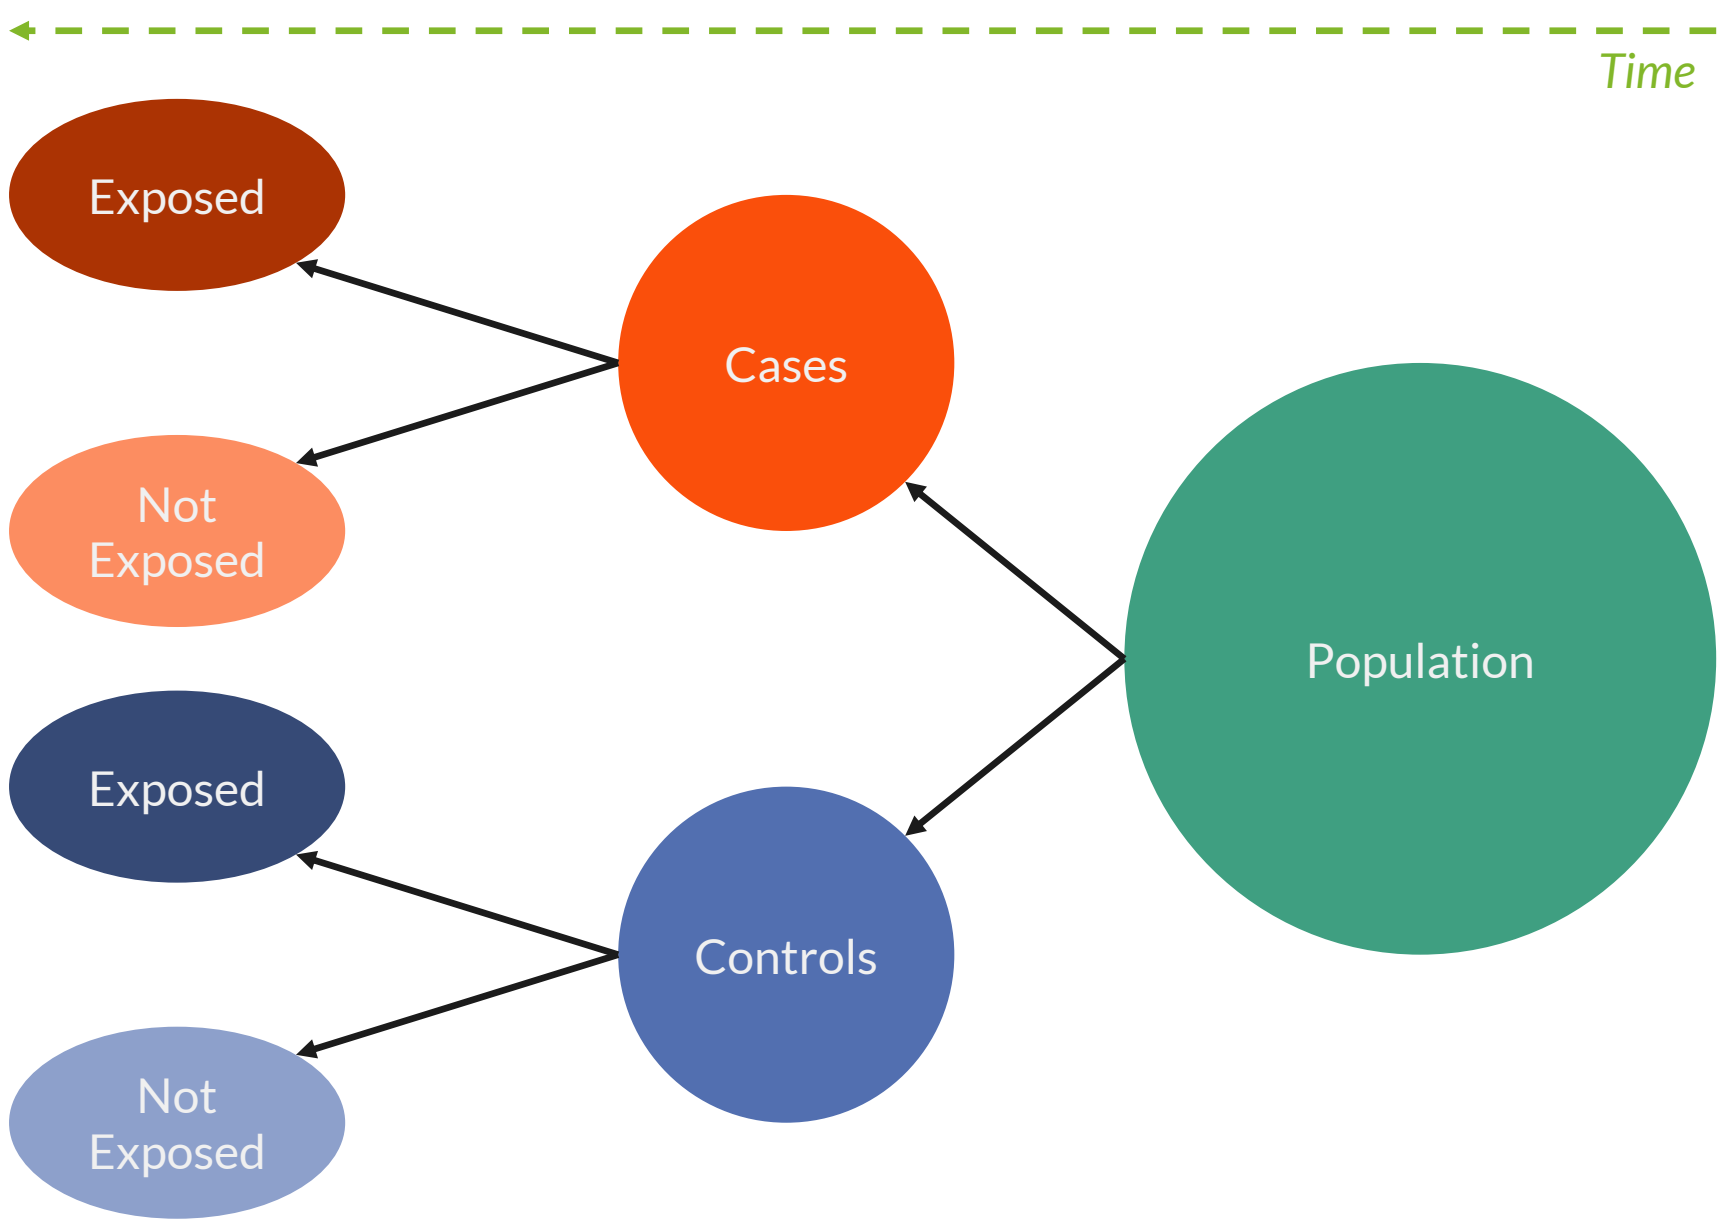 Time
Exposed
Cases
Not
Exposed
Population
Exposed
Controls
Not
Exposed